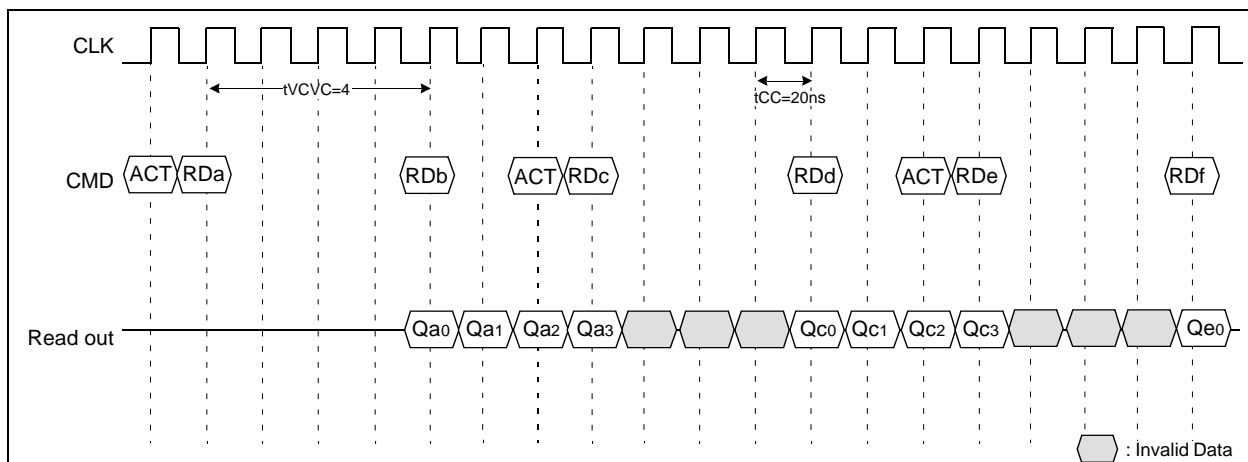 CLK
tVCVC=4
tCC=20ns
CMD
ACT RDa RDb ACT RDc RDd ACT RDe RDf
Read out
Qa0 Qa1 Qa2 Qa3 Qc0 Qc1 Qc2 Qc3 Qe0
: Invalid Data